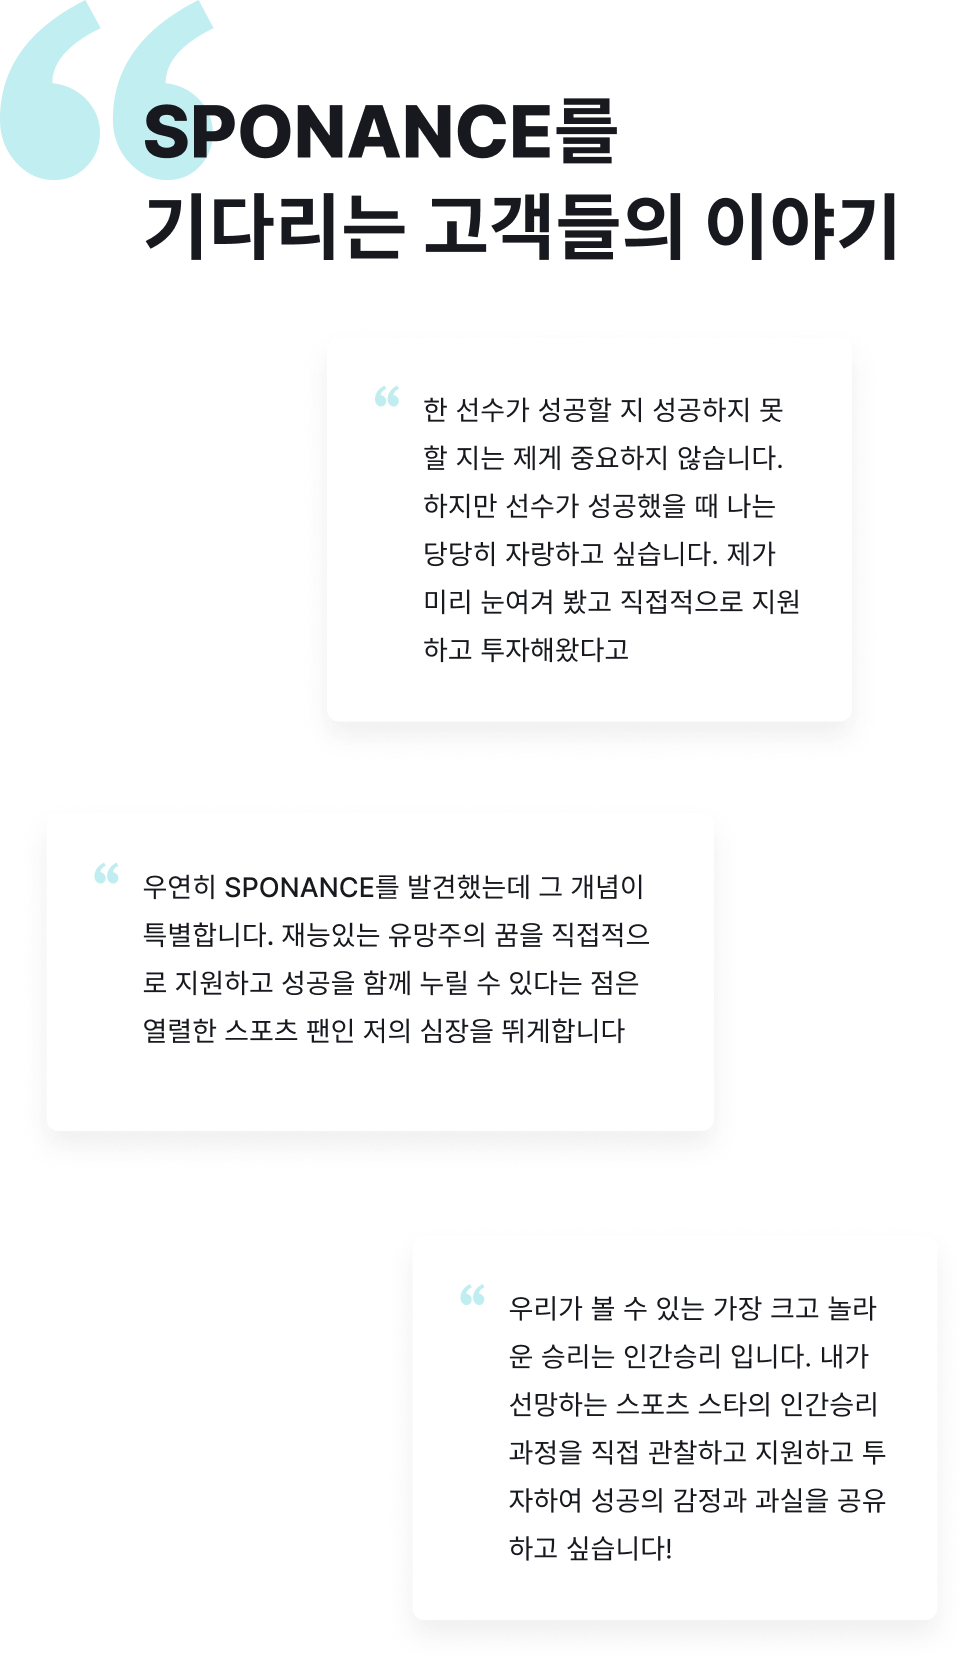 SPONANCE를
기다리는 고객들의 이야기
한 선수가 성공할 지 성공하지 못
할 지는 제게 중요하지 않습니다.
하지만 선수가 성공했을 때 나는
당당히 자랑하고 싶습니다. 제가
미리 눈여겨 봤고 직접적으로 지원
하고 투자해왔다고
우연히 SPONANCE를 발견했는데 그 개념이
특별합니다. 재능있는 유망주의 꿈을 직접적으
로 지원하고 성공을 함께 누릴 수 있다는 점은
열렬한 스포츠 팬인 저의 심장을 뛰게합니다
우리가 볼 수 있는 가장 크고 놀라
운 승리는 인간승리 입니다. 내가
선망하는 스포츠 스타의 인간승리
과정을 직접 관찰하고 지원하고 투
자하여 성공의 감정과 과실을 공유
하고 싶습니다!